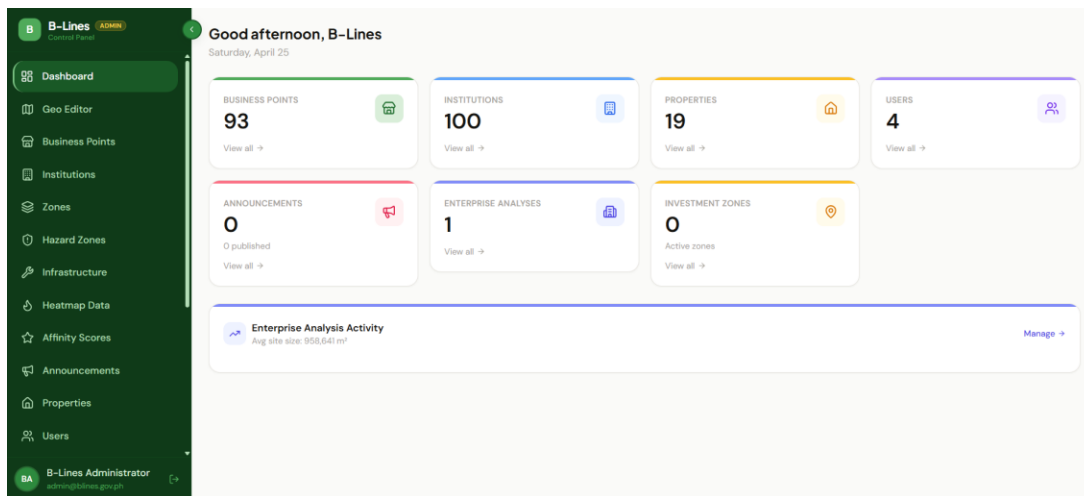 B
B-Lines ADMIN
Control Panel
Dashboard
Geo Editor
Business Points
Institutions
Zones
Hazard Zones
Infrastructure
Heatmap Data
Affinity Scores
Announcements
Properties
Users
BA
B-Lines Administrator
admin@blines.gov.ph
Good afternoon, B-Lines
Saturday, April 25
BUSINESS POINTS
93
View all →
INSTITUTIONS
100
View all →
PROPERTIES
19
View all →
USERS
4
View all →
ANNOUNCEMENTS
0
0 published
View all →
ENTERPRISE ANALYSES
1
View all →
INVESTMENT ZONES
0
Active zones
View all →
Enterprise Analysis Activity
Avg site size: 958,641 m²
Manage →